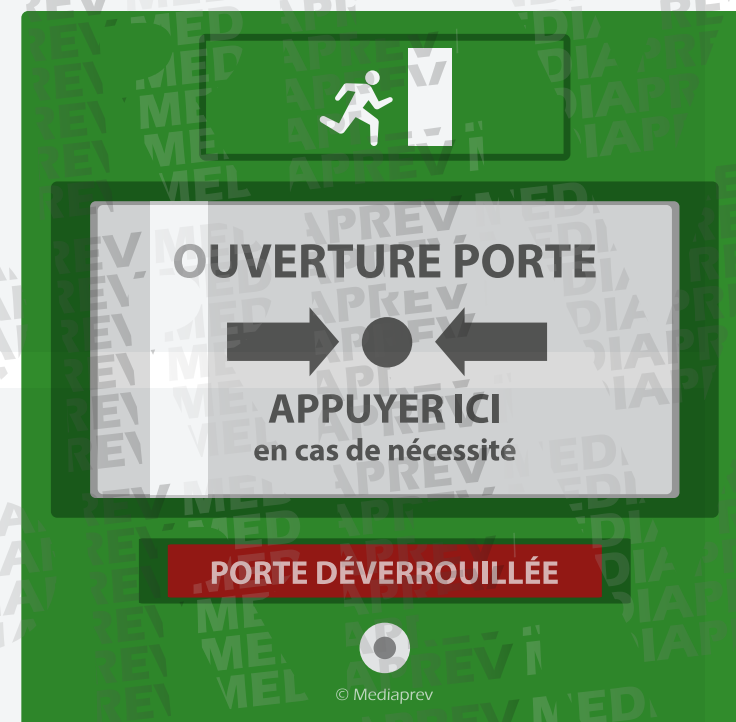 OUVERTURE PORTE
APPUYER ICI
en cas de nécessité
PORTE DÉVERROUILLÉE
© Mediaprev